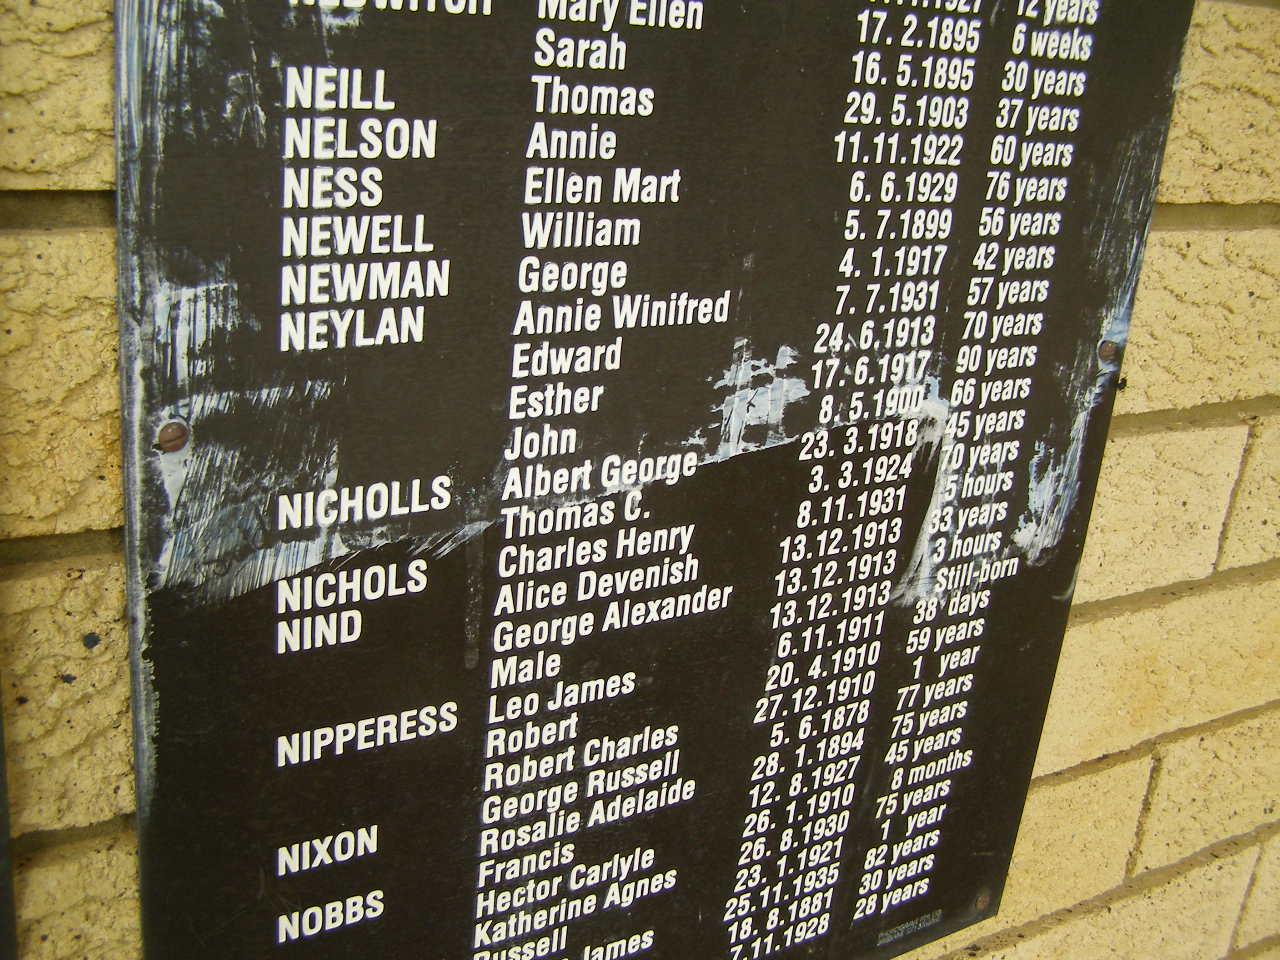 Mary Ellen 17. 2.1895 6 weeks
Sarah 16. 5.1895 30 years
NEILL Thomas 29. 5.1903 37 years
NELSON Annie 11.11.1922 60 years
NESS Ellen Mart 6. 6.1929 76 years
NEWELL William 5. 7.1899 56 years
NEWMAN George 4. 1.1917 42 years
NEYLAN Annie Winifred 7. 7.1931 57 years
Edward 24. 6.1913 70 years
Esther 17. 6.1917 90 years
John 8. 5.1900 66 years
NICHOLLS Albert George 23. 3.1918 45 years
Thomas C. 3. 3.1924 70 years
NICHOLS Charles Henry 8.11.1931 5 hours
NIND Alice Devenish 13.12.1913 33 years
George Alexander 13.12.1913 3 hours
Male 13.12.1913 Still-born
NIPPERESS Leo James 6.11.1911 38 days
Robert 20. 4.1910 59 years
Robert Charles 27.12.1910 1 year
NIXON George Russell 5. 6.1878 77 years
Rosalie Adelaide 28. 1.1894 75 years
NOBBS Francis 12. 8.1927 45 years
Hector Carlyle 26. 1.1910 8 months
Katherine Agnes 26. 8.1930 75 years
Russell 23. 1.1921 1 year
James 25.11.1935 82 years
18. 8.1881 30 years
7.11.1928 28 years